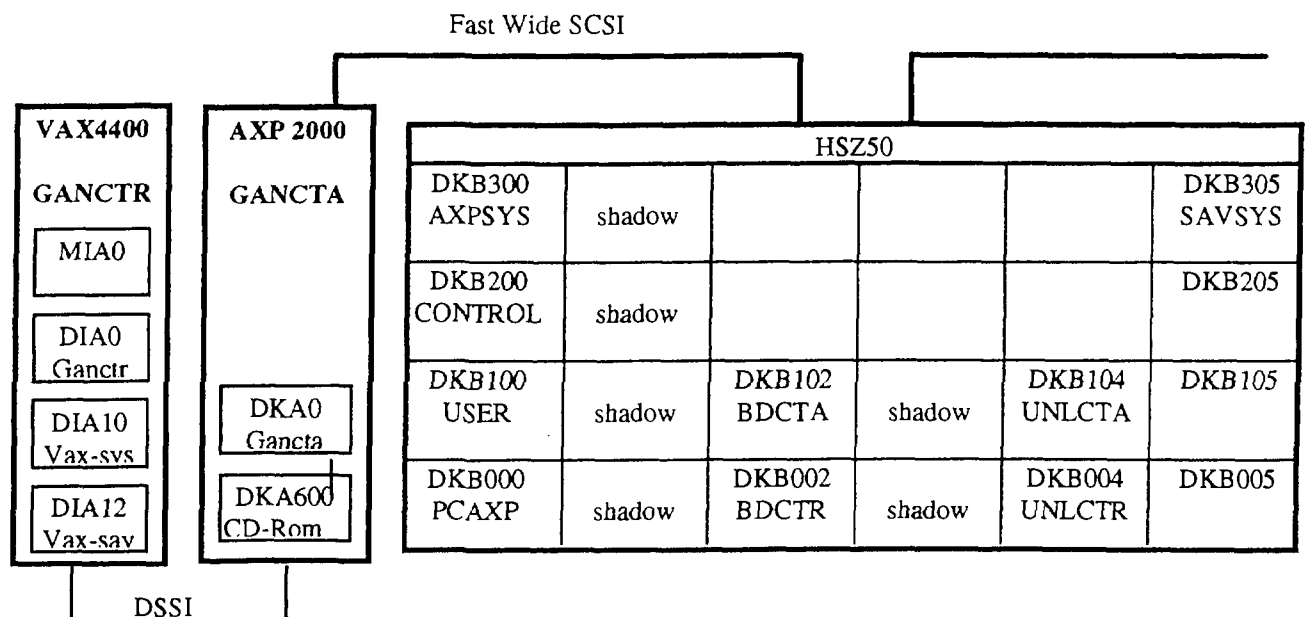 Fast Wide SCSI
VAX4400
GANCTR
MIA0
DIA0
Ganctr
DIA10
Vax-sys
DIA12
Vax-sav
AXP 2000
GANCTA
DKA0
Gancta
DKA600
CD-Rom
HSZ50
DKB300
AXPSYS
shadow
DKB305
SAVSYS
DKB200
CONTROL
shadow
DKB205
DKB100
USER
shadow
DKB102
BDCTA
shadow
DKB104
UNLCTA
DKB105
DKB000
PCAXP
shadow
DKB002
BDCTR
shadow
DKB004
UNLCTR
DKB005
DSSI